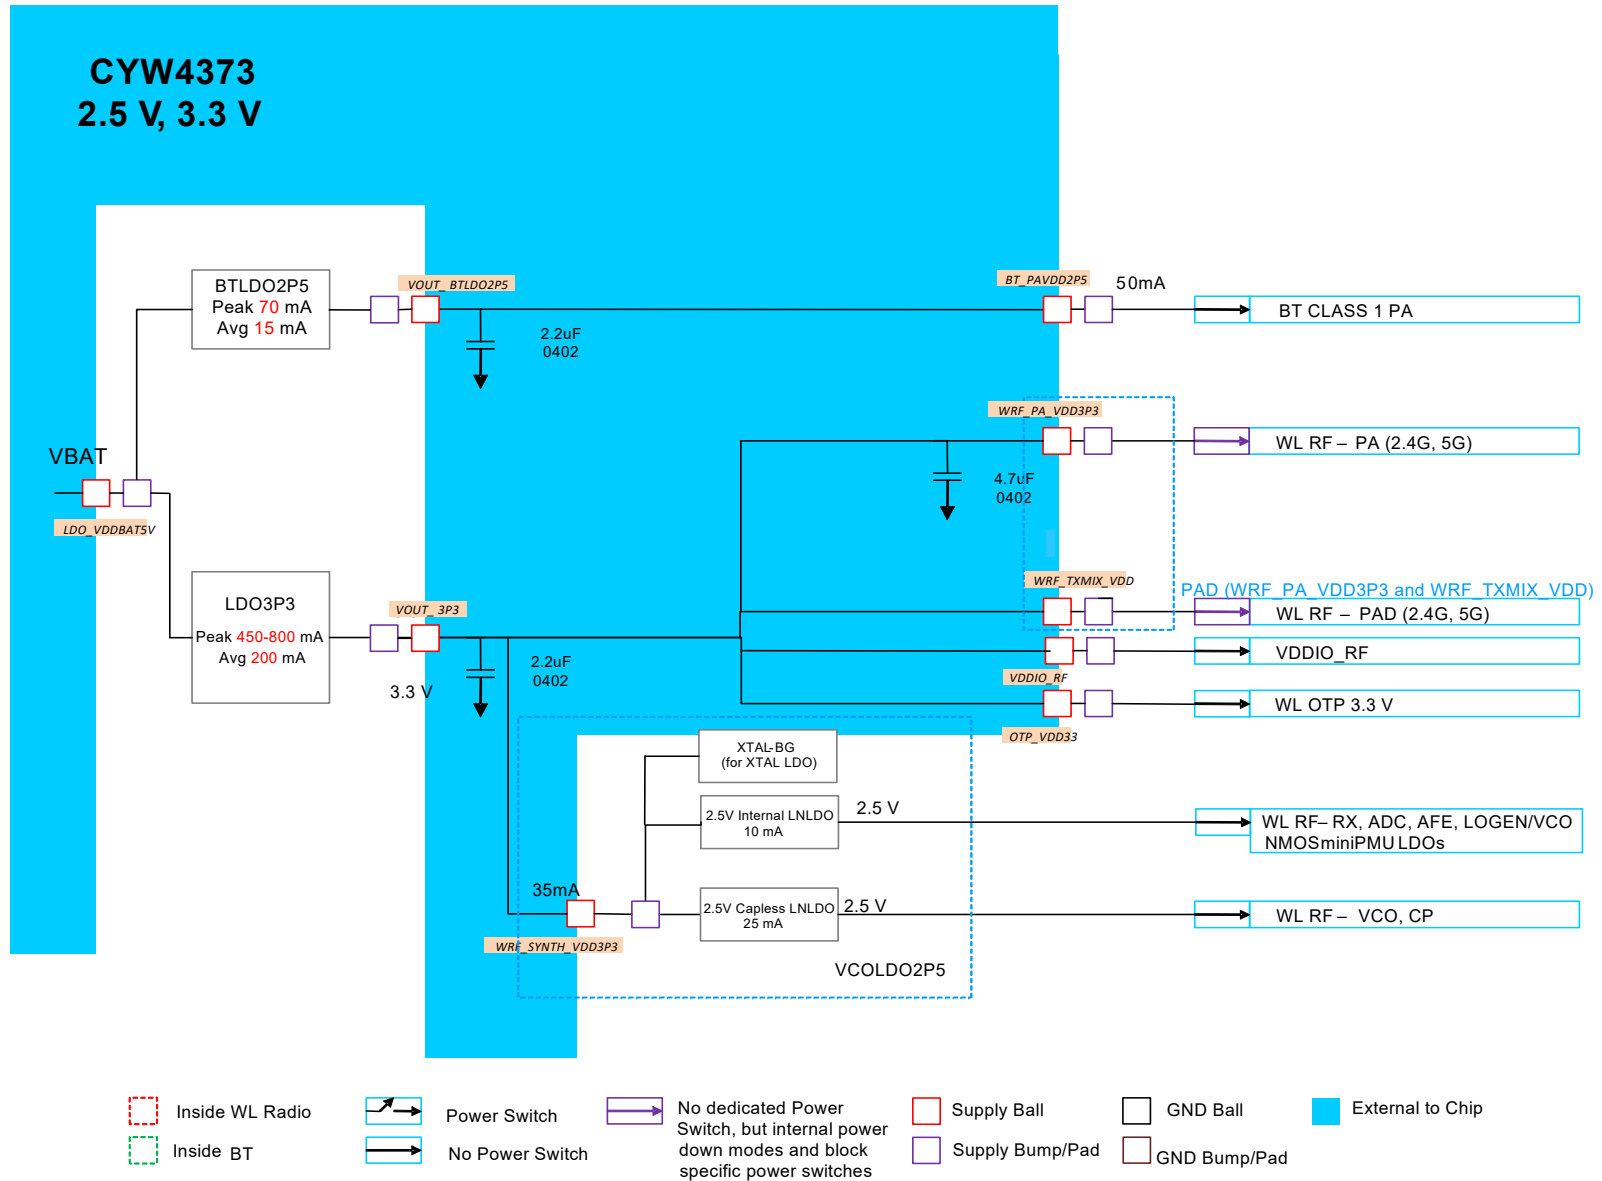 CYW4373
2.5 V, 3.3 V
BTLDO2P5
Peak 70 mA
Avg 15 mA
VOUT_ BTLDO2P5
2.2uF
0402
BT_PAVDD2P5
50mA
BT CLASS 1 PA
WRF_PA_VDD3P3
WL RF – PA (2.4G, 5G)
4.7uF
0402
VBAT
LDO_VDDBAT5V
LDO3P3
Peak 450-800 mA
Avg 200 mA
VOUT_ 3P3
3.3 V
2.2uF
0402
WRF_TXMIX_VDD
PAD (WRF_PA_VDD3P3 and WRF_TXMIX_VDD)
WL RF – PAD (2.4G, 5G)
VDDIO_RF
VDDIO_RF
WL OTP 3.3 V
OTP_VDD33
XTAL-BG
(for XTAL LDO)
2.5V Internal LNLDO
10 mA
2.5 V
WL RF– RX, ADC, AFE, LOGEN/VCO
NMOSminiPMU LDOs
35mA
WRF_SYNTH_VDD3P3
2.5V Capless LNLDO
25 mA
2.5 V
WL RF – VCO, CP
VCOLDO2P5
Inside WL Radio
Inside BT
Power Switch
No Power Switch
No dedicated Power
Switch, but internal power
down modes and block
specific power switches
Supply Ball
Supply Bump/Pad
GND Ball
GND Bump/Pad
External to Chip